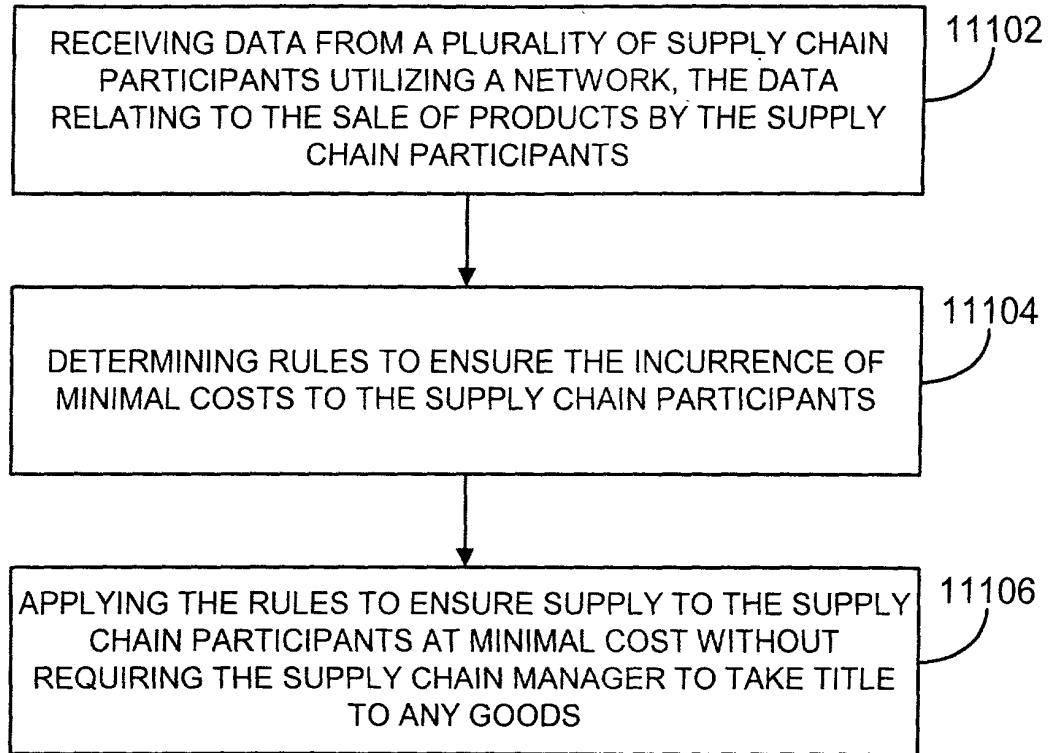 RECEIVING DATA FROM A PLURALITY OF SUPPLY CHAIN
PARTICIPANTS UTILIZING A NETWORK, THE DATA
RELATING TO THE SALE OF PRODUCTS BY THE SUPPLY
CHAIN PARTICIPANTS
11102
DETERMINING RULES TO ENSURE THE INCURRENCE OF
MINIMAL COSTS TO THE SUPPLY CHAIN PARTICIPANTS
11104
APPLYING THE RULES TO ENSURE SUPPLY TO THE SUPPLY
CHAIN PARTICIPANTS AT MINIMAL COST WITHOUT
REQUIRING THE SUPPLY CHAIN MANAGER TO TAKE TITLE
TO ANY GOODS
11106